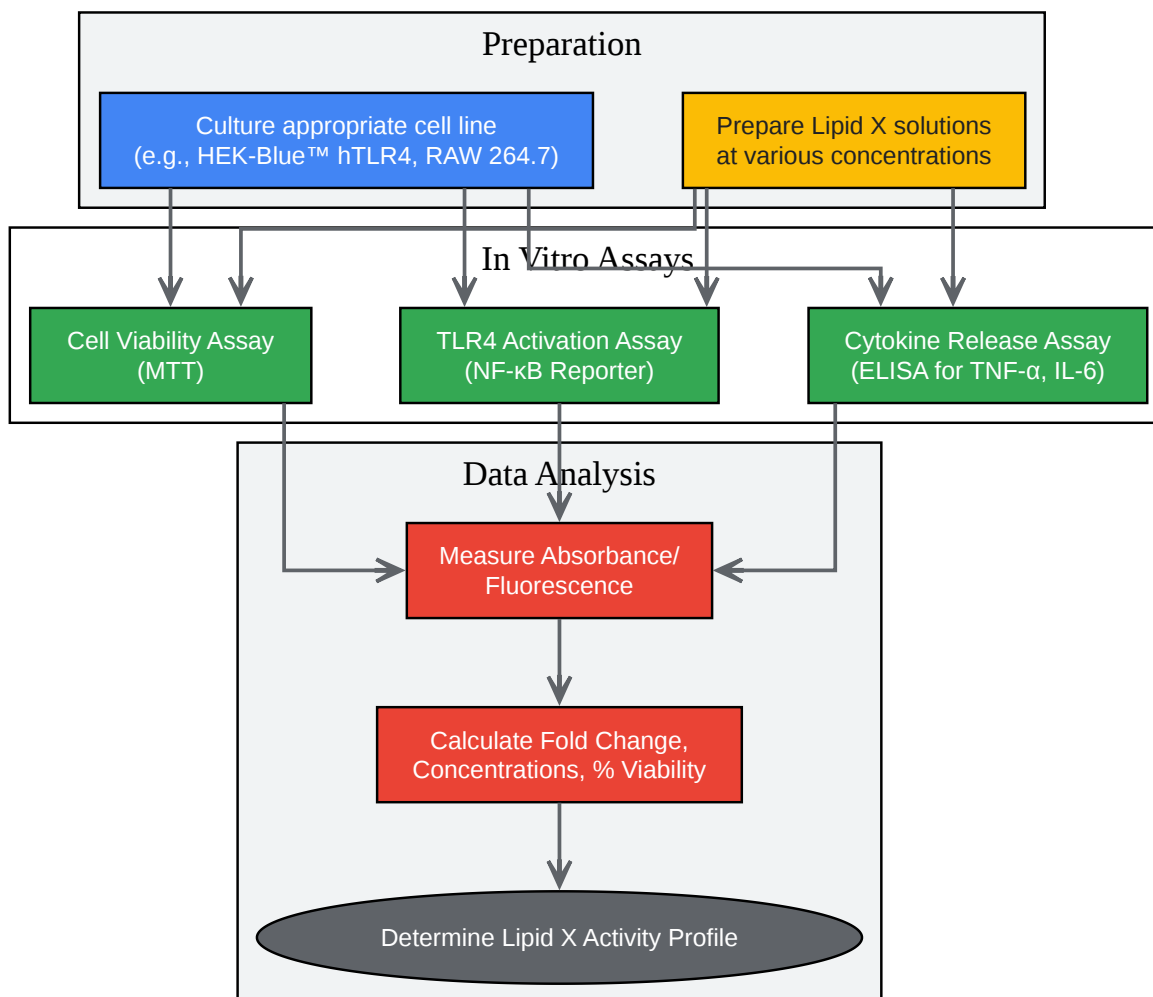 Preparation
Culture appropriate cell line
(e.g., HEK-Blue™ hTLR4, RAW 264.7)
Prepare Lipid X solutions
at various concentrations
In Vitro Assays
Cell Viability Assay
(MTT)
TLR4 Activation Assay
(NF-κB Reporter)
Cytokine Release Assay
(ELISA for TNF-α, IL-6)
Data Analysis
Measure Absorbance/
Fluorescence
Calculate Fold Change,
Concentrations, % Viability
Determine Lipid X Activity Profile